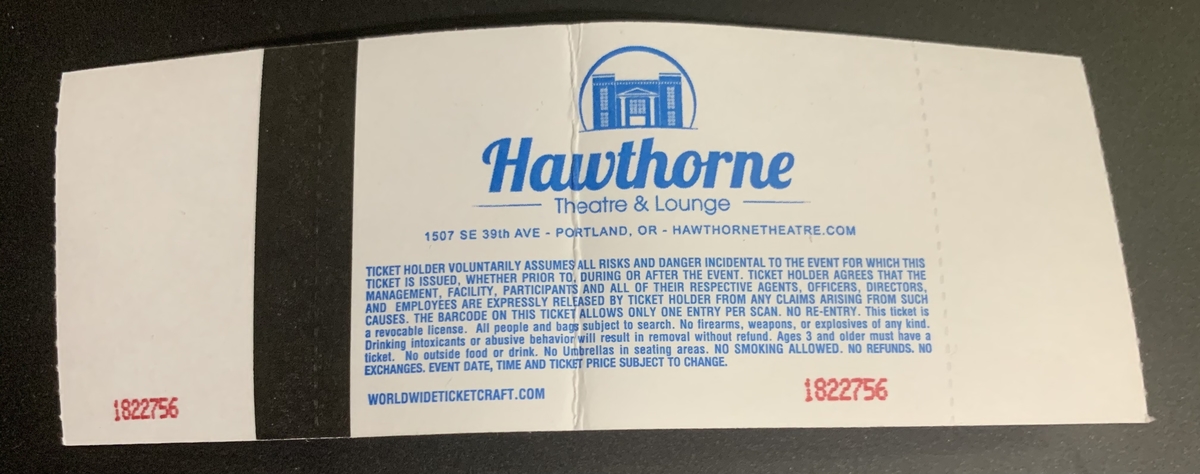 Hawthorne
Theatre & Lounge
1507 SE 39th AVE - PORTLAND, OR - HAWTHORNETHEATRE.COM
TICKET HOLDER VOLUNTARILY ASSUMES ALL RISKS AND DANGER INCIDENTAL TO THE EVENT FOR WHICH THIS
TICKET IS ISSUED, WHETHER PRIOR TO, DURING OR AFTER THE EVENT. TICKET HOLDER AGREES THAT THE
MANAGEMENT, FACILITY, PARTICIPANTS AND ALL OF THEIR RESPECTIVE AGENTS, OFFICERS, DIRECTORS,
AND EMPLOYEES ARE EXPRESSLY RELEASED BY TICKET HOLDER FROM ANY CLAIMS ARISING FROM SUCH
CAUSES. THE BARCODE ON THIS TICKET ALLOWS ONLY ONE ENTRY PER SCAN. NO RE-ENTRY. This ticket is
a revocable license. All people and bags subject to search. No firearms, weapons, or explosives of any kind.
Drinking intoxicants or abusive behavior will result in removal without refund. Ages 3 and older must have a
ticket. No outside food or drink. No Umbrellas in seating areas. NO SMOKING ALLOWED. NO REFUNDS. NO
EXCHANGES. EVENT DATE, TIME AND TICKET PRICE SUBJECT TO CHANGE.
WORLDWIDETICKETCRAFT.COM
1822756
1822756